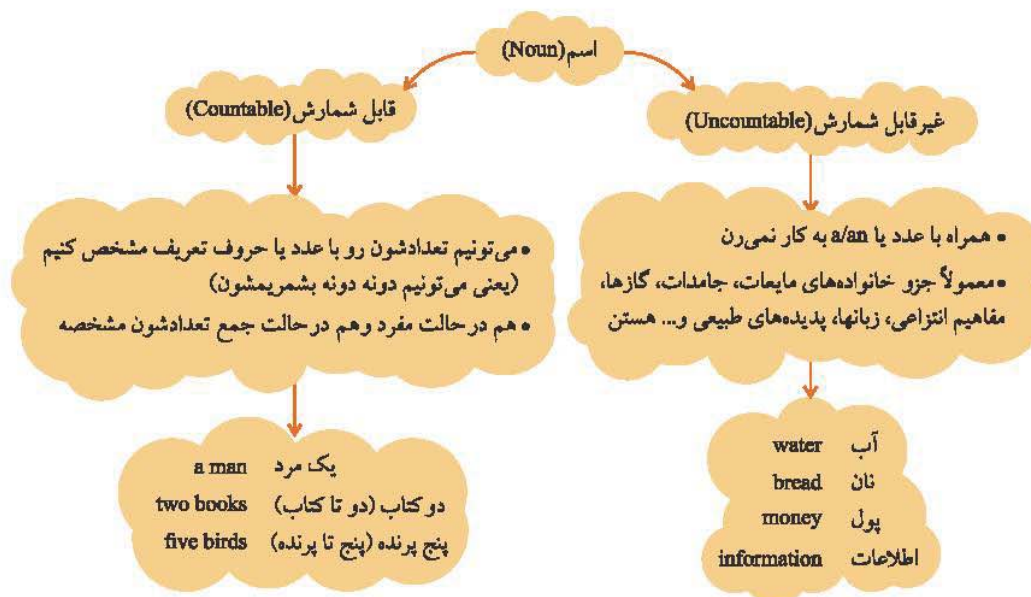 اسم(Noun)
قابل شمارش(Countable)
غیرقابل شمارش(Uncountable)
• می‌تونیم تعدادشون رو با عدد یا حروف تعریف مشخص کنیم
(یعنی می‌تونیم دونه دونه بشمریمشون)
• هم در حالت مفرد وهم در حالت جمع تعدادشون مشخصه
• همراه با عدد یا a/an به کار نمی‌رن
• معمولاً جزو خانواده‌های مایعات، جامدات، گازها،
مفاهیم انتزاعی، زبانها، پدیده‌های طبیعی و... هستن
a man یک مرد
two books دو کتاب (دو تا کتاب)
five birds پنج پرنده (پنج تا پرنده)
water آب
bread نان
money پول
information اطلاعات